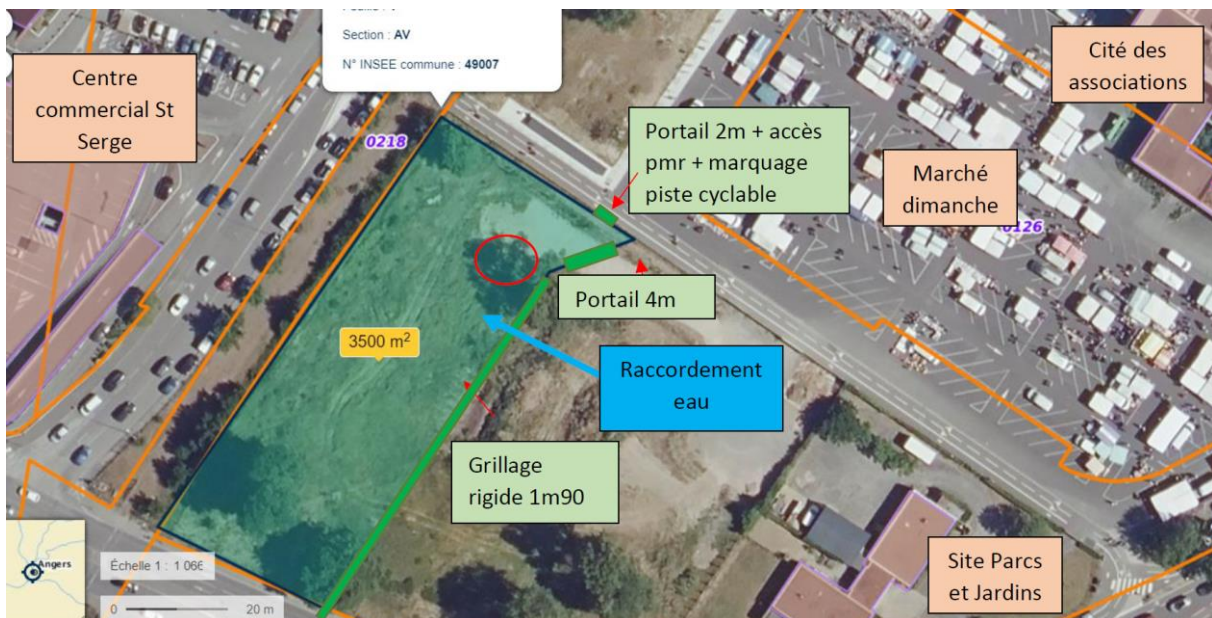 Section : AV
N° INSEE commune : 49007
Centre
commercial St
Serge
0218
Portail 2m + accès
pmr + marquage
piste cyclable
Cité des
associations
Marché
dimanche
0126
Portail 4m
3500 m²
Raccordement
eau
Grillage
rigide 1m90
Site Parcs
et Jardins
Angers
Échelle 1 : 1 066
0 20 m